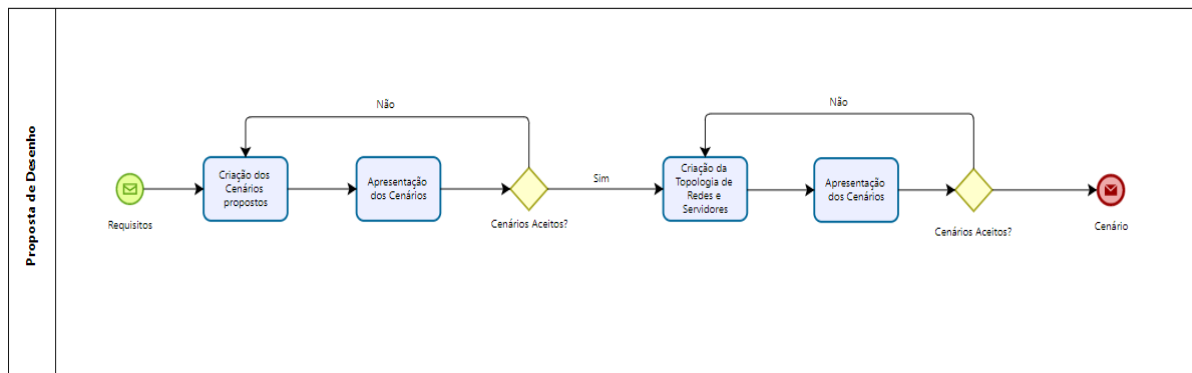 Proposta de Desenho
Não
Não
Criação dos
Cenários
propostos
Apresentação
dos Cenários
Sim
Criação da
Topologia de
Redes e
Servidores
Apresentação
dos Cenários
Requisitos
Cenários Aceitos?
Cenários Aceitos?
Cenário